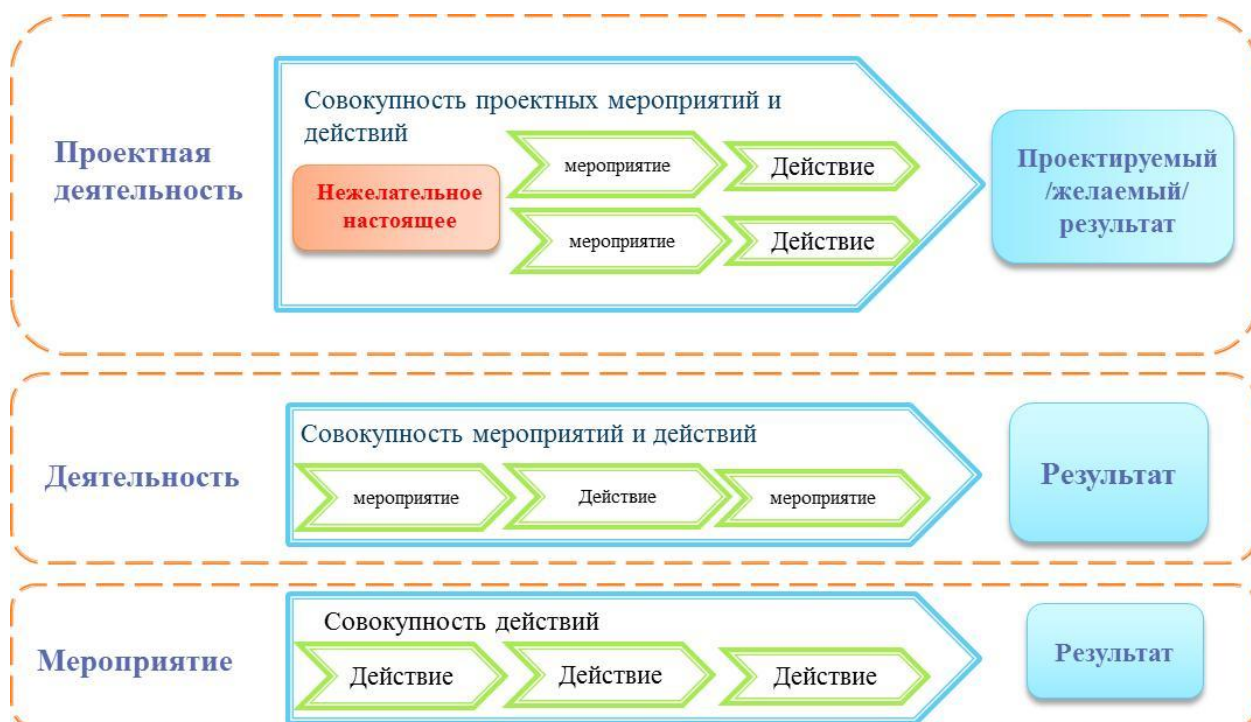 Проектная
деятельность
Совокупность проектных мероприятий и
действий
Нежелательное
настоящее
мероприятие
Действие
мероприятие
Действие
Проектируемый
/желаемый/
результат
Деятельность
Совокупность мероприятий и действий
мероприятие
Действие
мероприятие
Результат
Мероприятие
Совокупность действий
Действие
Действие
Действие
Результат